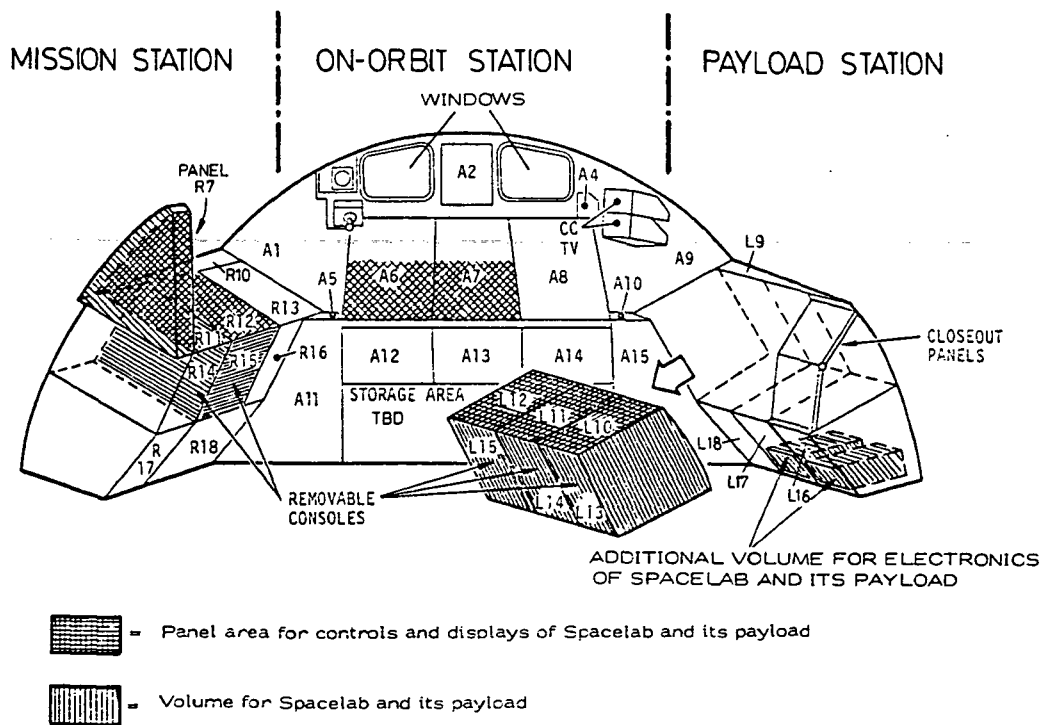 MISSION STATION
ON-ORBIT STATION
PAYLOAD STATION
WINDOWS
PANEL
R7
A2
A4
CC
TV
A1
R10
A5
A6
A7
A8
A9
A10
L9
R13
R12
R11
R15
R14
R16
A12
A13
A14
A15
CLOSEOUT
PANELS
A11
STORAGE AREA
TBD
L12
L11
L10
L15
L14
L13
R
17
R18
L18
L17
L16
REMOVABLE
CONSOLES
ADDITIONAL VOLUME FOR ELECTRONICS
OF SPACELAB AND ITS PAYLOAD
= Panel area for controls and displays of Spacelab and its payload
= Volume for Spacelab and its payload